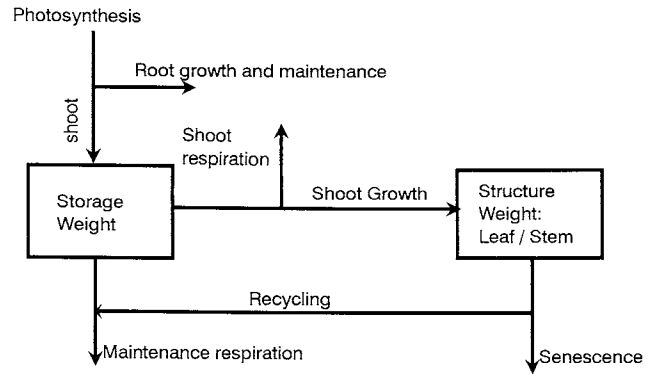 Photosynthesis
Root growth and maintenance
shoot
Shoot
respiration
Storage
Weight
Shoot Growth
Structure
Weight:
Leaf / Stem
Recycling
Maintenance respiration
Senescence